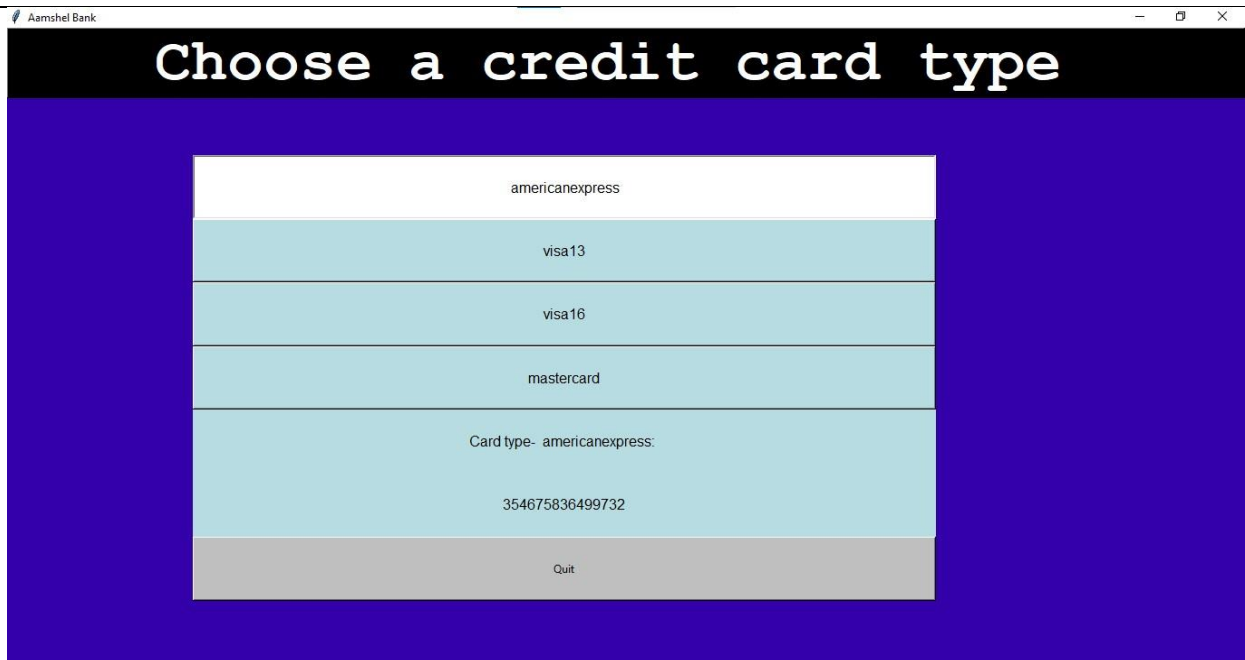 Aamshel Bank
Choose a credit card type
americanexpress
visa13
visa16
mastercard
Card type-  americanexpress:
354675836499732
Quit